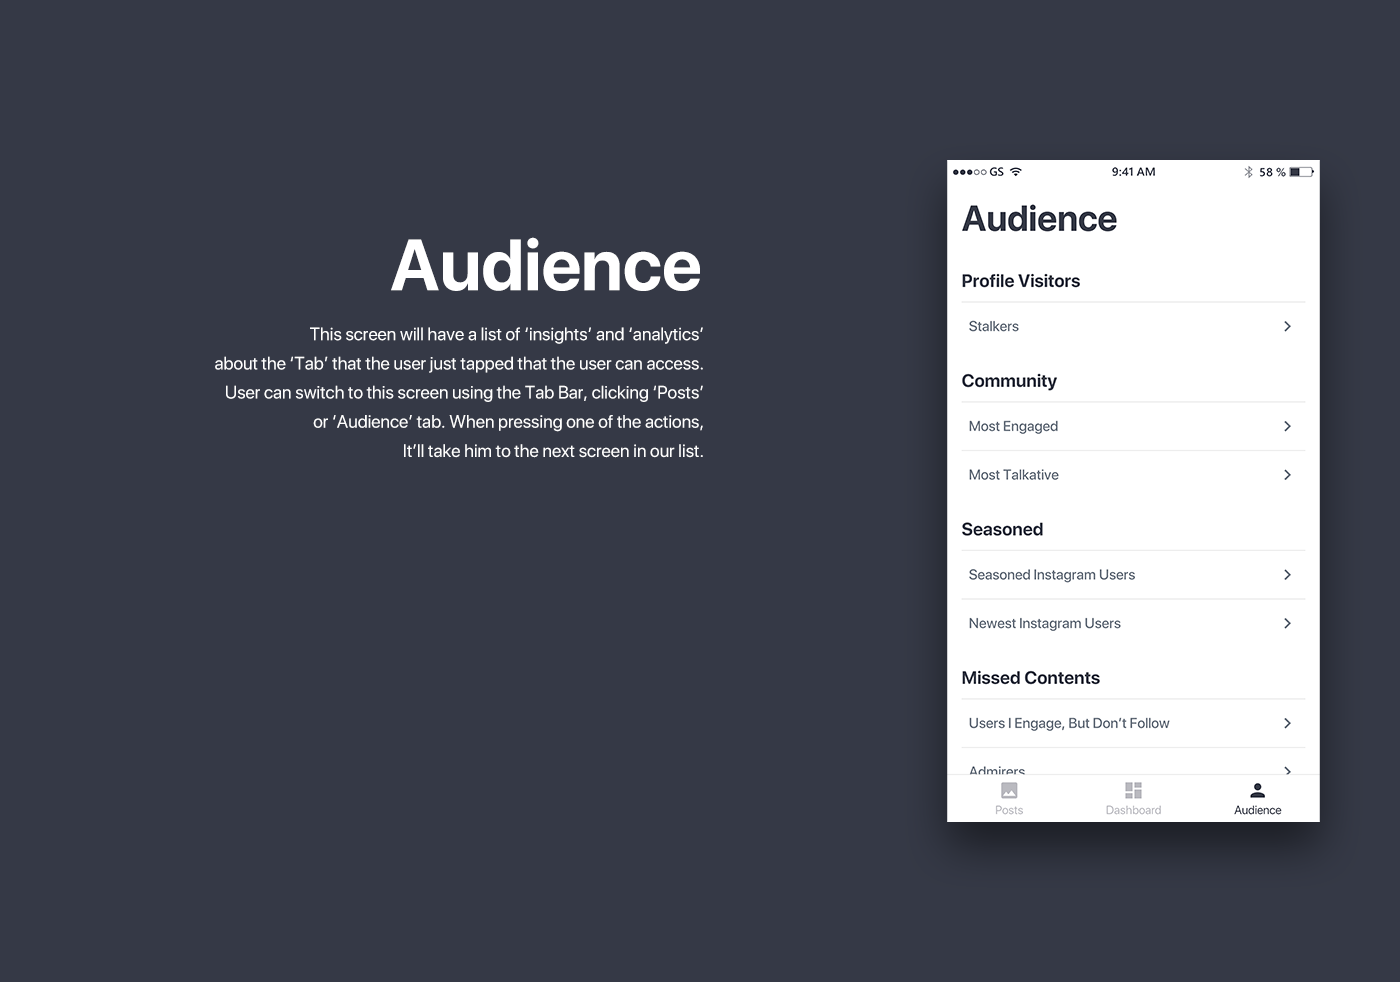 Audience
This screen will have a list of ‘insights’ and ‘analytics’
about the ‘Tab’ that the user just tapped that the user can access.
User can switch to this screen using the Tab Bar, clicking ‘Posts’
or ‘Audience’ tab. When pressing one of the actions,
It’ll take him to the next screen in our list.
GS 9:41 AM 58 %
Audience
Profile Visitors
Stalkers
Community
Most Engaged
Most Talkative
Seasoned
Seasoned Instagram Users
Newest Instagram Users
Missed Contents
Users I Engage, But Don’t Follow
Admirers
Posts Dashboard Audience